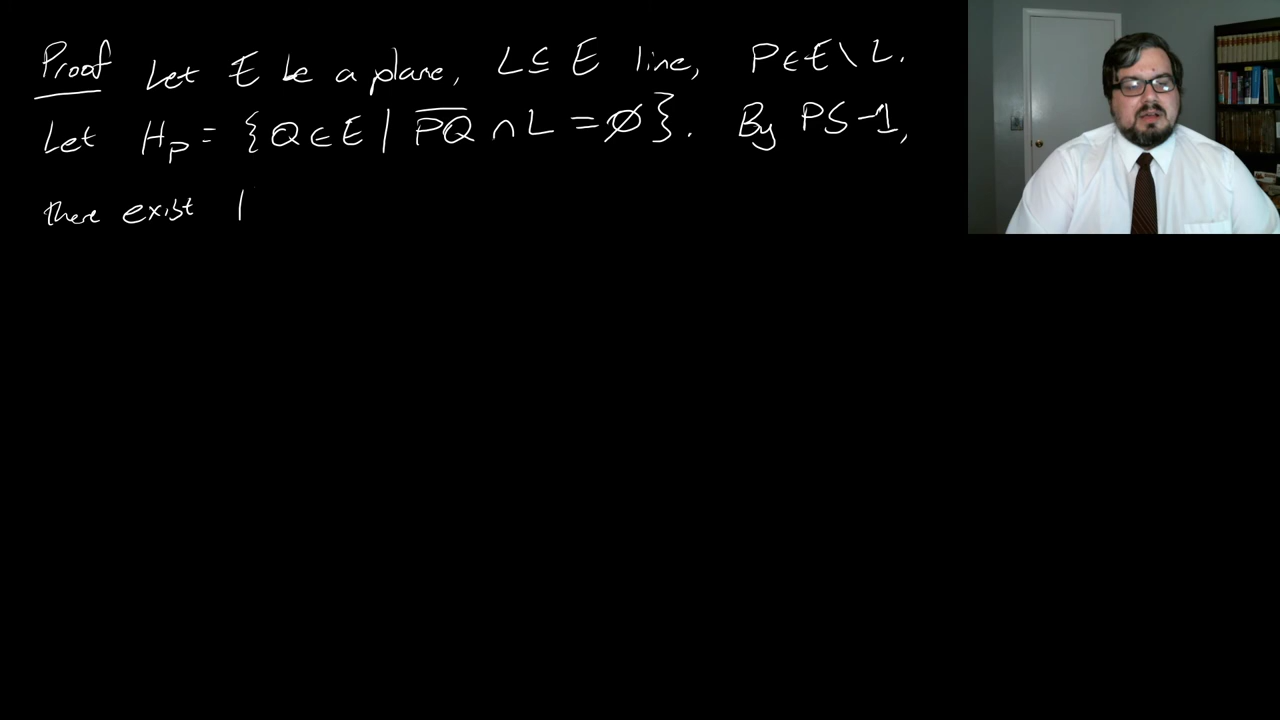 Proof Let E be a plane, L ⊆ E line, P ∈ E \ L.
Let H_P = {Q ∈ E | \overline{PQ} ∩ L = ∅}. By PS-1,
there exist